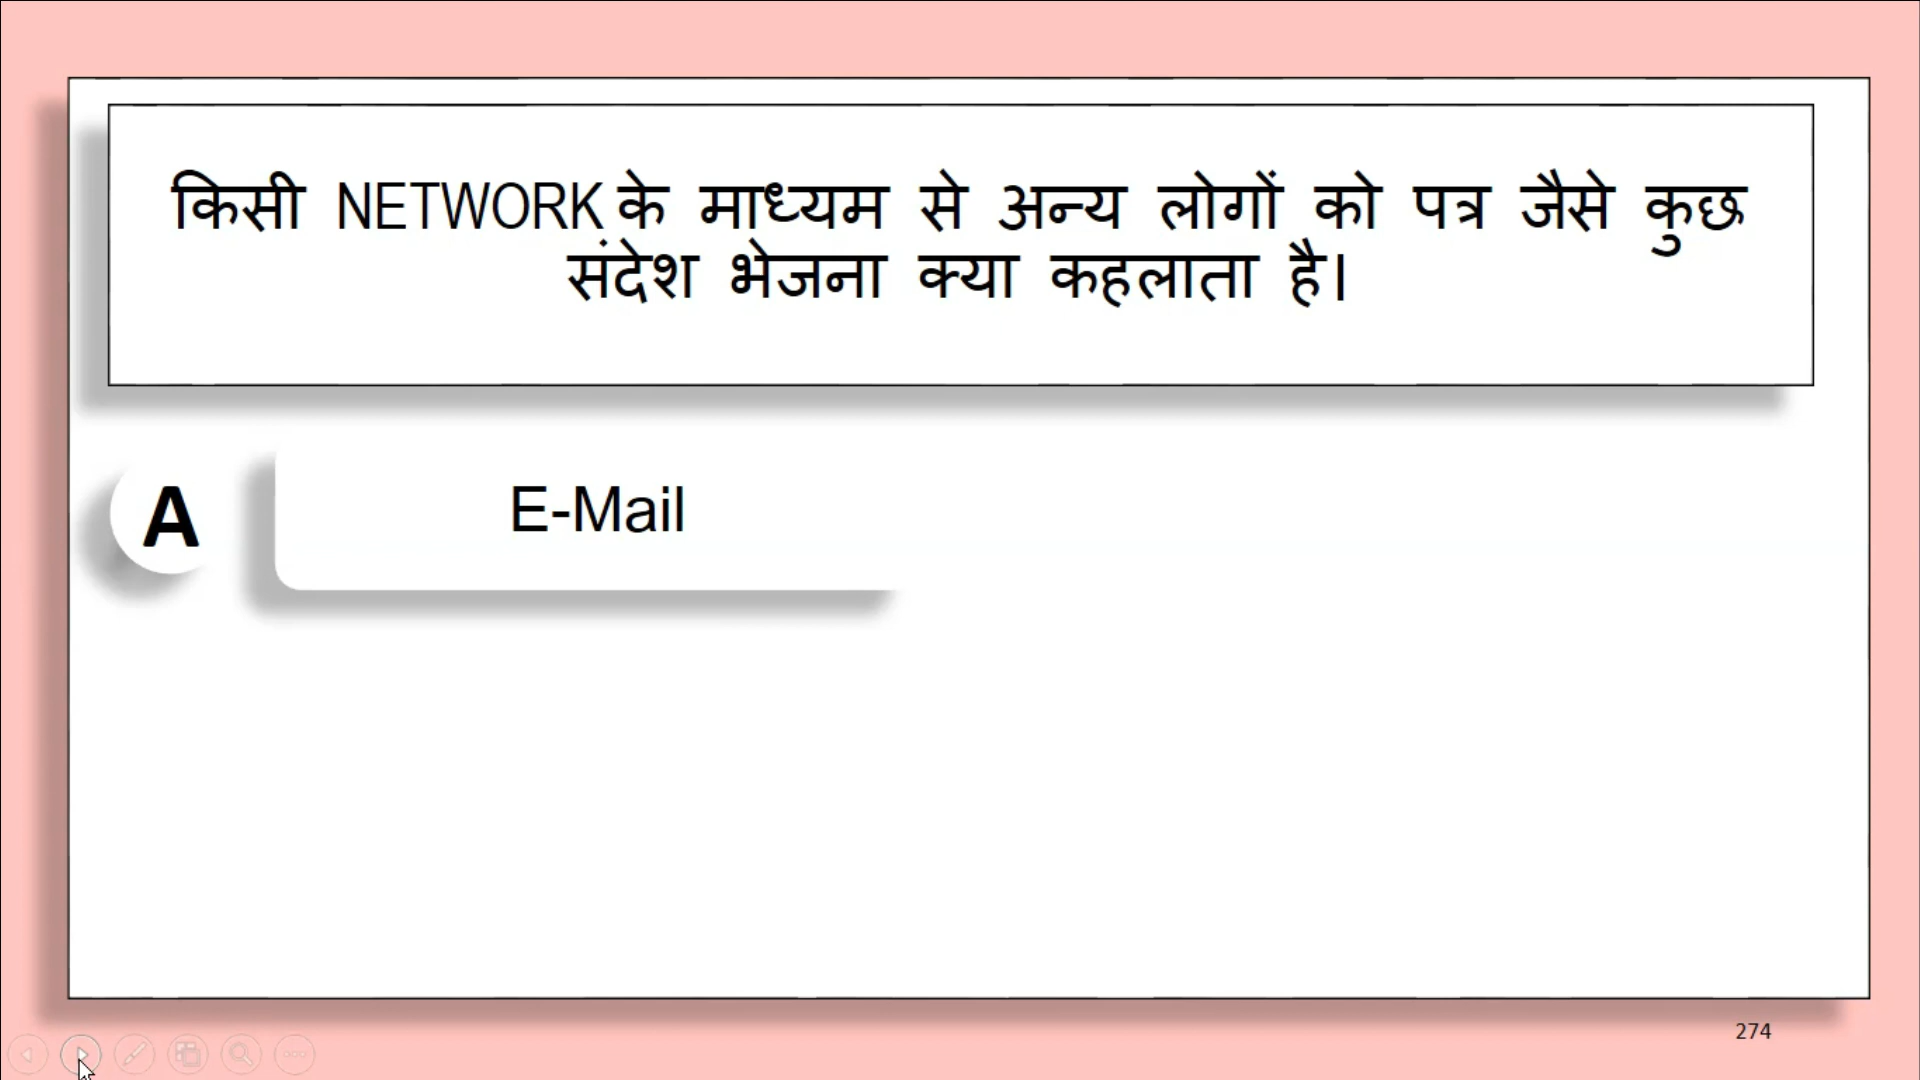 किसी NETWORK के माध्यम से अन्य लोगों को पत्र जैसे कुछ
संदेश भेजना क्या कहलाता है।
A E-Mail
274